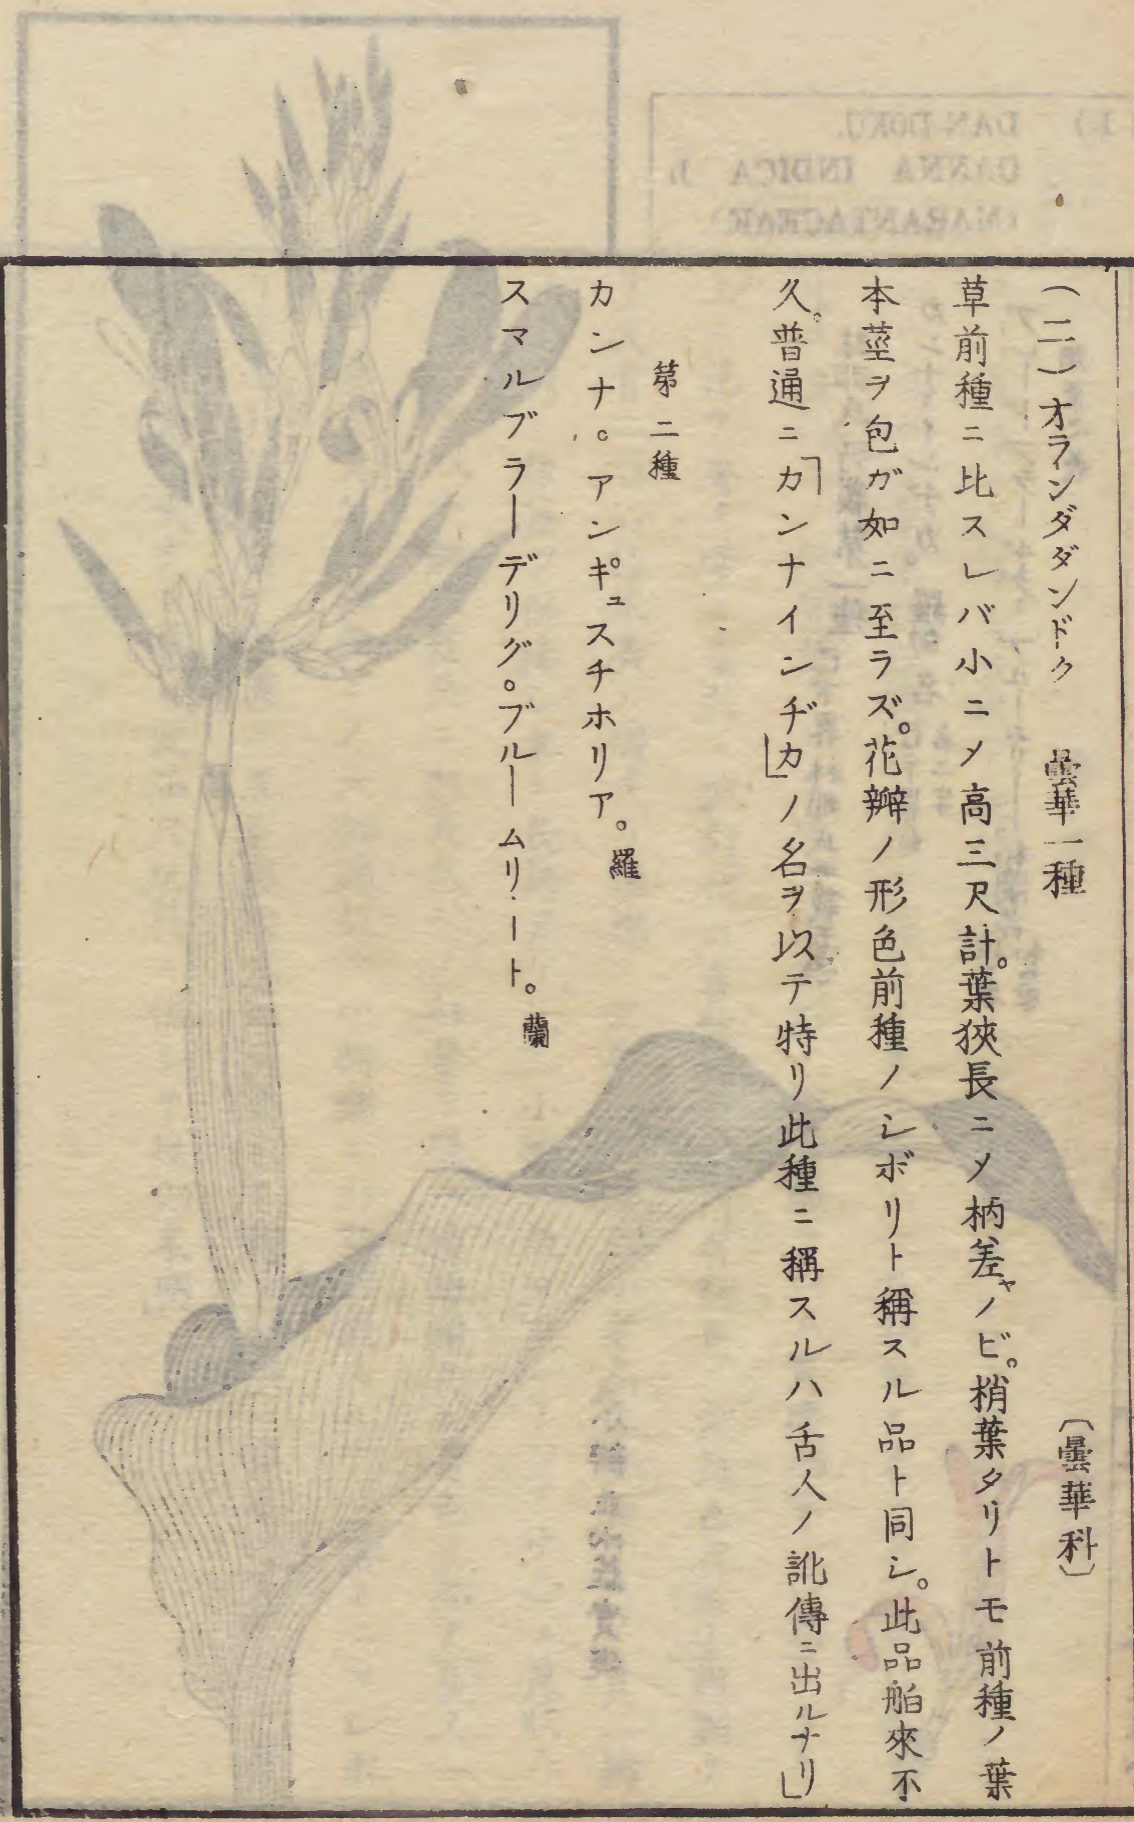 (二)オランダダンドク　曇華一種　〔曇華科〕
草前種ニ比スレバ小ニメ高三尺計。葉狹長ニメ柄差ヤノビ。梢葉タリトモ前種ノ葉
本莖ヲ包ガ如ニ至ラズ。花瓣ノ形色前種ノシボリト稱スル品ト同シ。此品舶來不
久。普通ニ「カンナインヂカ」ノ名ヲ以テ特リ此種ニ稱スルハ舌人ノ訛傳ニ出ルナリ」
第二種
カンナ。アンギュスチホリア。羅
スマルブラーデリグ。ブルームリート。蘭
DAN-DOKU.
CANNA INDICA L.
(MARANTACEAE)